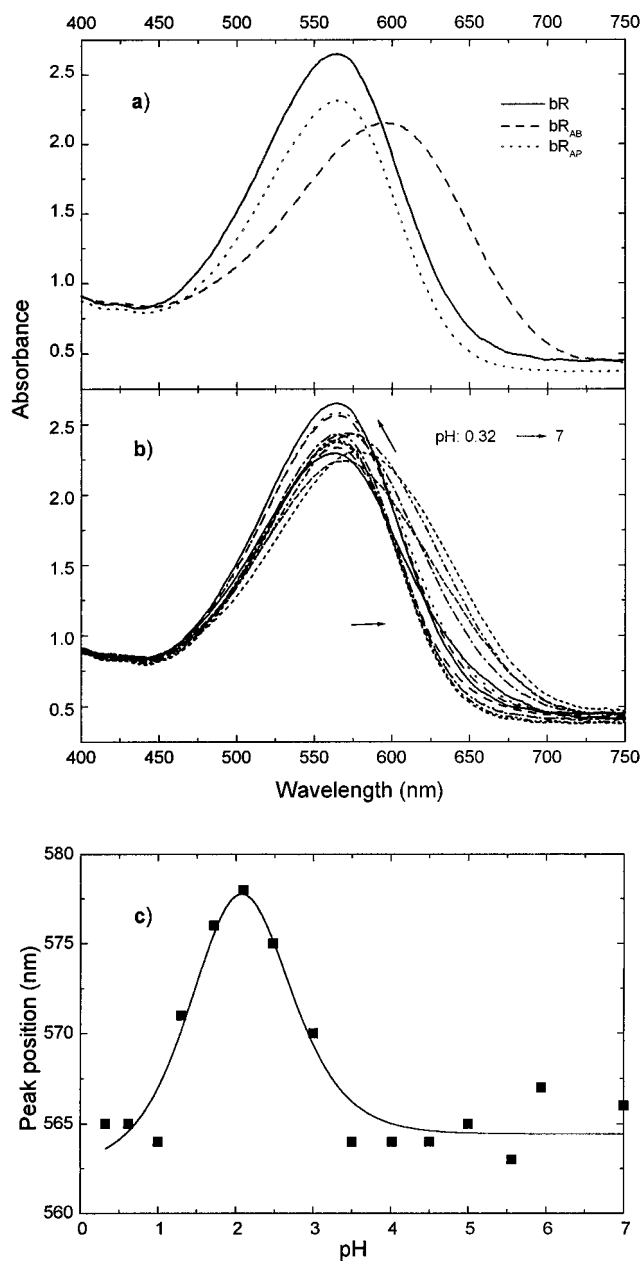 400 450 500 550 600 650 700 750
a)
bR
bR_AB
bR_AP
2.5
2.0
1.5
1.0
0.5
Absorbance
b)
pH: 0.32 → 7
2.5
2.0
1.5
1.0
0.5
400 450 500 550 600 650 700 750
Wavelength (nm)
c)
580
575
570
565
560
Peak position (nm)
0 1 2 3 4 5 6 7
pH